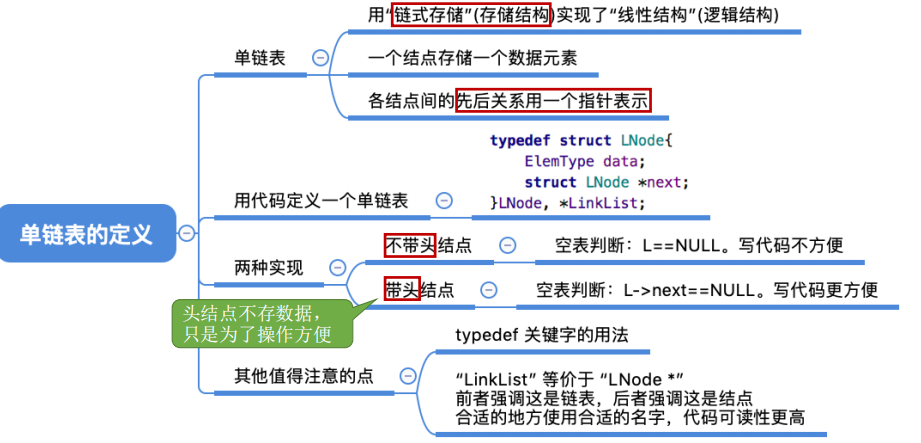 单链表的定义
单链表
用“链式存储”(存储结构)实现了“线性结构”(逻辑结构)
一个结点存储一个数据元素
各结点间的先后关系用一个指针表示
用代码定义一个单链表
typedef struct LNode{
ElemType data;
struct LNode *next;
}LNode, *LinkList;
两种实现
不带头结点
空表判断：L==NULL。写代码不方便
带头结点
空表判断：L->next==NULL。写代码更方便
头结点不存数据，
只是为了操作方便
其他值得注意的点
typedef 关键字的用法
“LinkList” 等价于 “LNode *”
前者强调这是链表，后者强调这是结点
合适的地方使用合适的名字，代码可读性更高